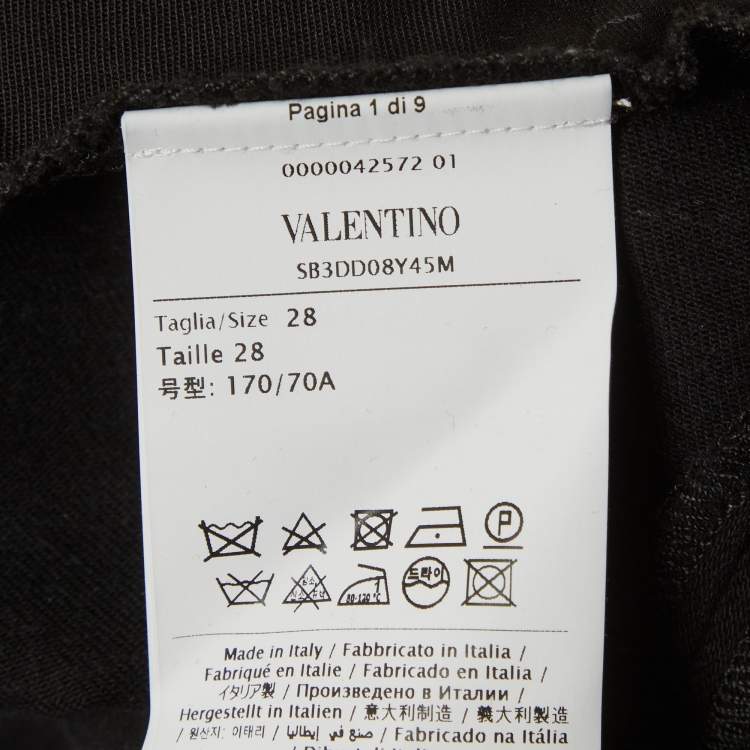 Pagina 1 di 9
0000042572 01
VALENTINO
SB3DD08Y45M
Taglia/Size 28
Taille 28
号型: 170/70A
P
드라이
80-120°C
Made in Italy / Fabbricato in Italia /
Fabriqué en Italie / Fabricado en Italia /
イタリア製 / Произведено в Италии /
Hergestellt in Italien / 意大利制造 / 義大利製造 /
원산지: 이태리 / صنع في إيطاليا / Fabricado na Itália